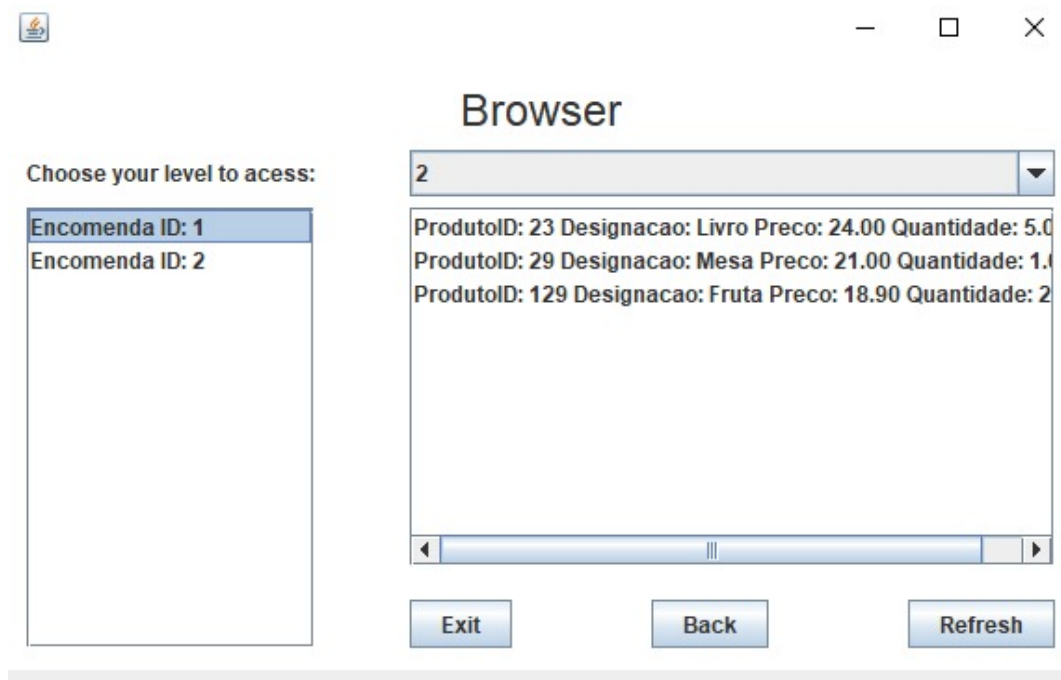 Browser
Choose your level to acess:
2
Encomenda ID: 1
Encomenda ID: 2
ProdutoID: 23 Designacao: Livro Preco: 24.00 Quantidade: 5.0
ProdutoID: 29 Designacao: Mesa Preco: 21.00 Quantidade: 1.
ProdutoID: 129 Designacao: Fruta Preco: 18.90 Quantidade: 2
Exit
Back
Refresh